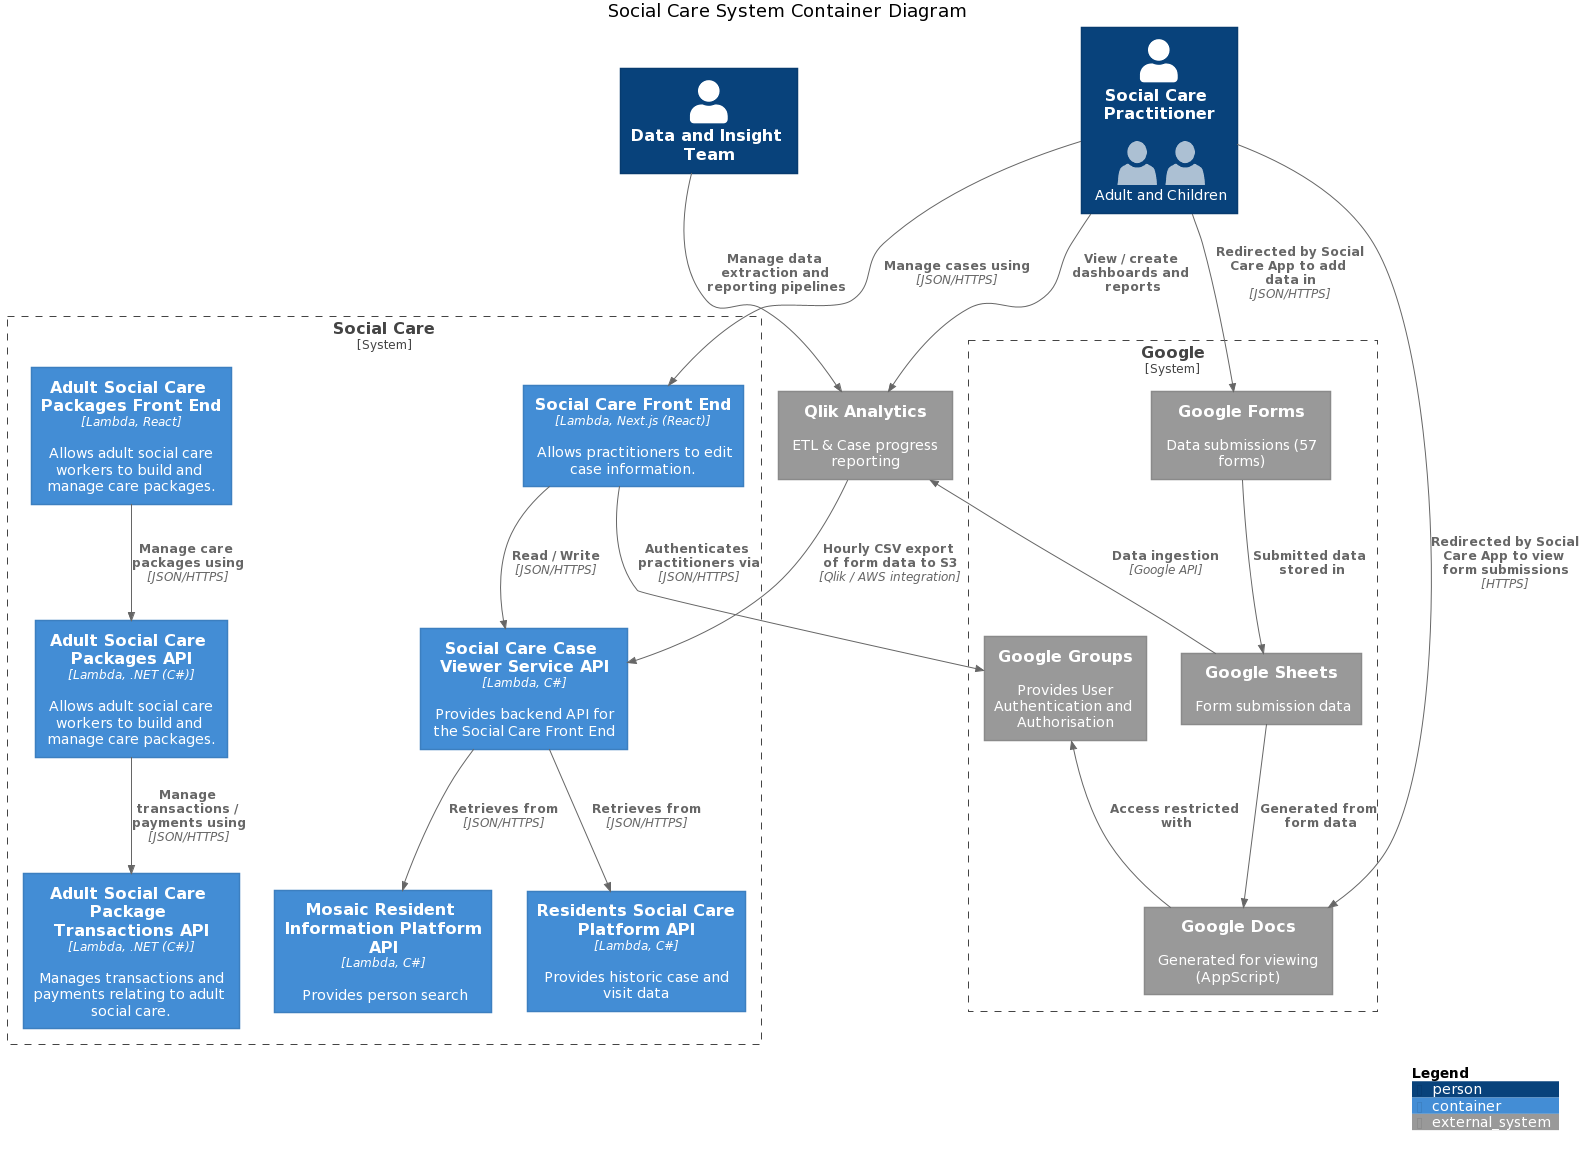 Social Care System Container Diagram
Social Care
Practitioner
Adult and Children
Data and Insight
Team
Manage data
extraction and
reporting pipelines
Manage cases using
[JSON/HTTPS]
View / create
dashboards and
reports
Redirected by Social
Care App to add
data in
[JSON/HTTPS]
Social Care
[System]
Google
[System]
Adult Social Care
Packages Front End
[Lambda, React]
Allows adult social care
workers to build and
manage care packages.
Social Care Front End
[Lambda, Next.js (React)]
Allows practitioners to edit
case information.
Qlik Analytics
ETL & Case progress
reporting
Google Forms
Data submissions (57
forms)
Manage care
packages using
[JSON/HTTPS]
Read / Write
[JSON/HTTPS]
Authenticates
practitioners via
[JSON/HTTPS]
Hourly CSV export
of form data to S3
[Qlik / AWS integration]
Data ingestion
[Google API]
Submitted data
stored in
Redirected by Social
Care App to view
form submissions
[HTTPS]
Adult Social Care
Packages API
[Lambda, .NET (C#)]
Allows adult social care
workers to build and
manage care packages.
Social Care Case
Viewer Service API
[Lambda, C#]
Provides backend API for
the Social Care Front End
Google Groups
Provides User
Authentication and
Authorisation
Google Sheets
Form submission data
Manage
transactions /
payments using
[JSON/HTTPS]
Retrieves from
[JSON/HTTPS]
Retrieves from
[JSON/HTTPS]
Access restricted
with
Generated from
form data
Adult Social Care
Package
Transactions API
[Lambda, .NET (C#)]
Manages transactions and
payments relating to adult
social care.
Mosaic Resident
Information Platform
API
[Lambda, C#]
Provides person search
Residents Social Care
Platform API
[Lambda, C#]
Provides historic case and
visit data
Google Docs
Generated for viewing
(AppScript)
Legend
person
container
external_system